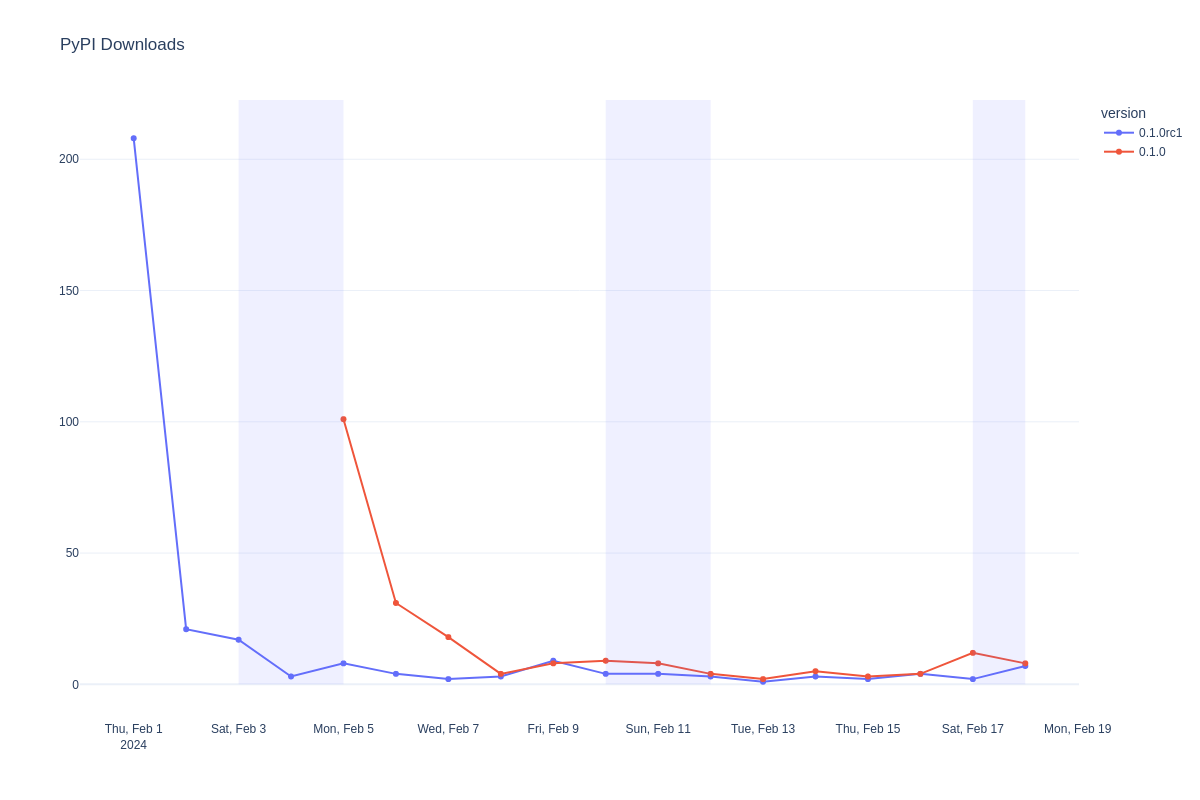 PyPI Downloads
version
0.1.0rc1
0.1.0
200
150
100
50
0
Thu, Feb 1
2024
Sat, Feb 3
Mon, Feb 5
Wed, Feb 7
Fri, Feb 9
Sun, Feb 11
Tue, Feb 13
Thu, Feb 15
Sat, Feb 17
Mon, Feb 19